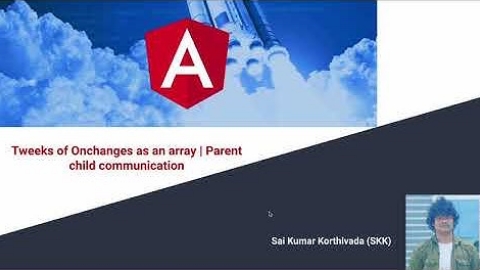 A
Tweeks of Onchanges as an array | Parent
child communication
Sai Kumar Korthivada (SKK)